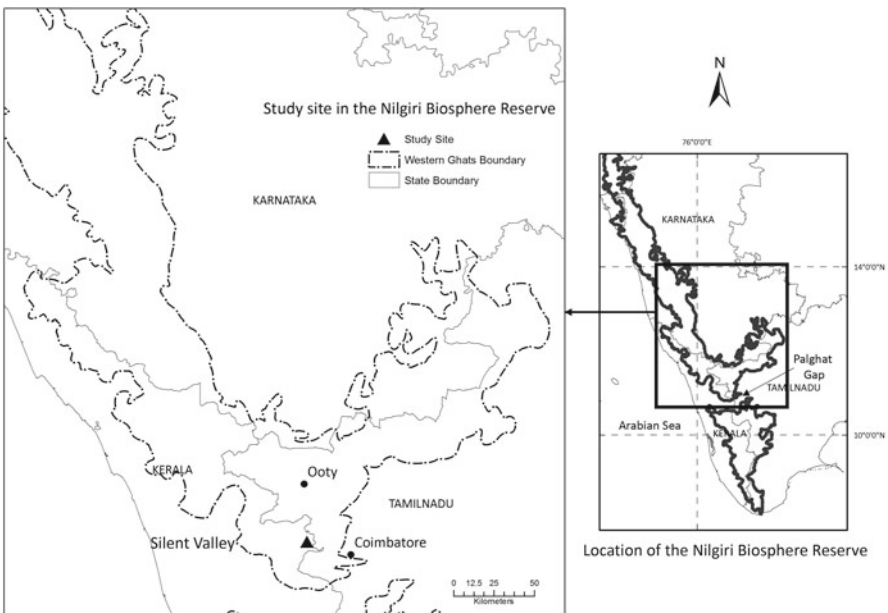 Study site in the Nilgiri Biosphere Reserve
Study Site
Western Ghats Boundary
State Boundary
KARNATAKA
KERALA
Ooty
TAMILNADU
Silent Valley
Coimbatore
0 12.5 25 50
Kilometers
N
76°0'0"E
KARNATAKA
14°0'0"N
Palghat
Gap
TAMILNADU
Arabian Sea
KERALA
10°0'0"N
Location of the Nilgiri Biosphere Reserve